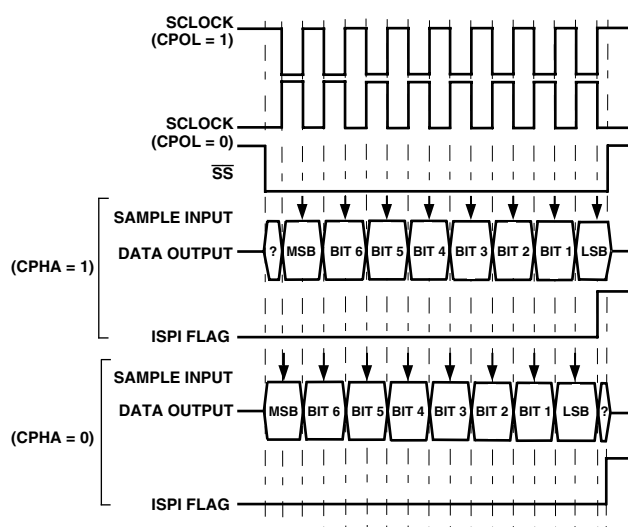 SCLOCK
(CPOL = 1)
SCLOCK
(CPOL = 0)
SS
SAMPLE INPUT
DATA OUTPUT
? MSB BIT 6 BIT 5 BIT 4 BIT 3 BIT 2 BIT 1 LSB
(CPHA = 1)
ISPI FLAG
SAMPLE INPUT
DATA OUTPUT
MSB BIT 6 BIT 5 BIT 4 BIT 3 BIT 2 BIT 1 LSB ?
(CPHA = 0)
ISPI FLAG